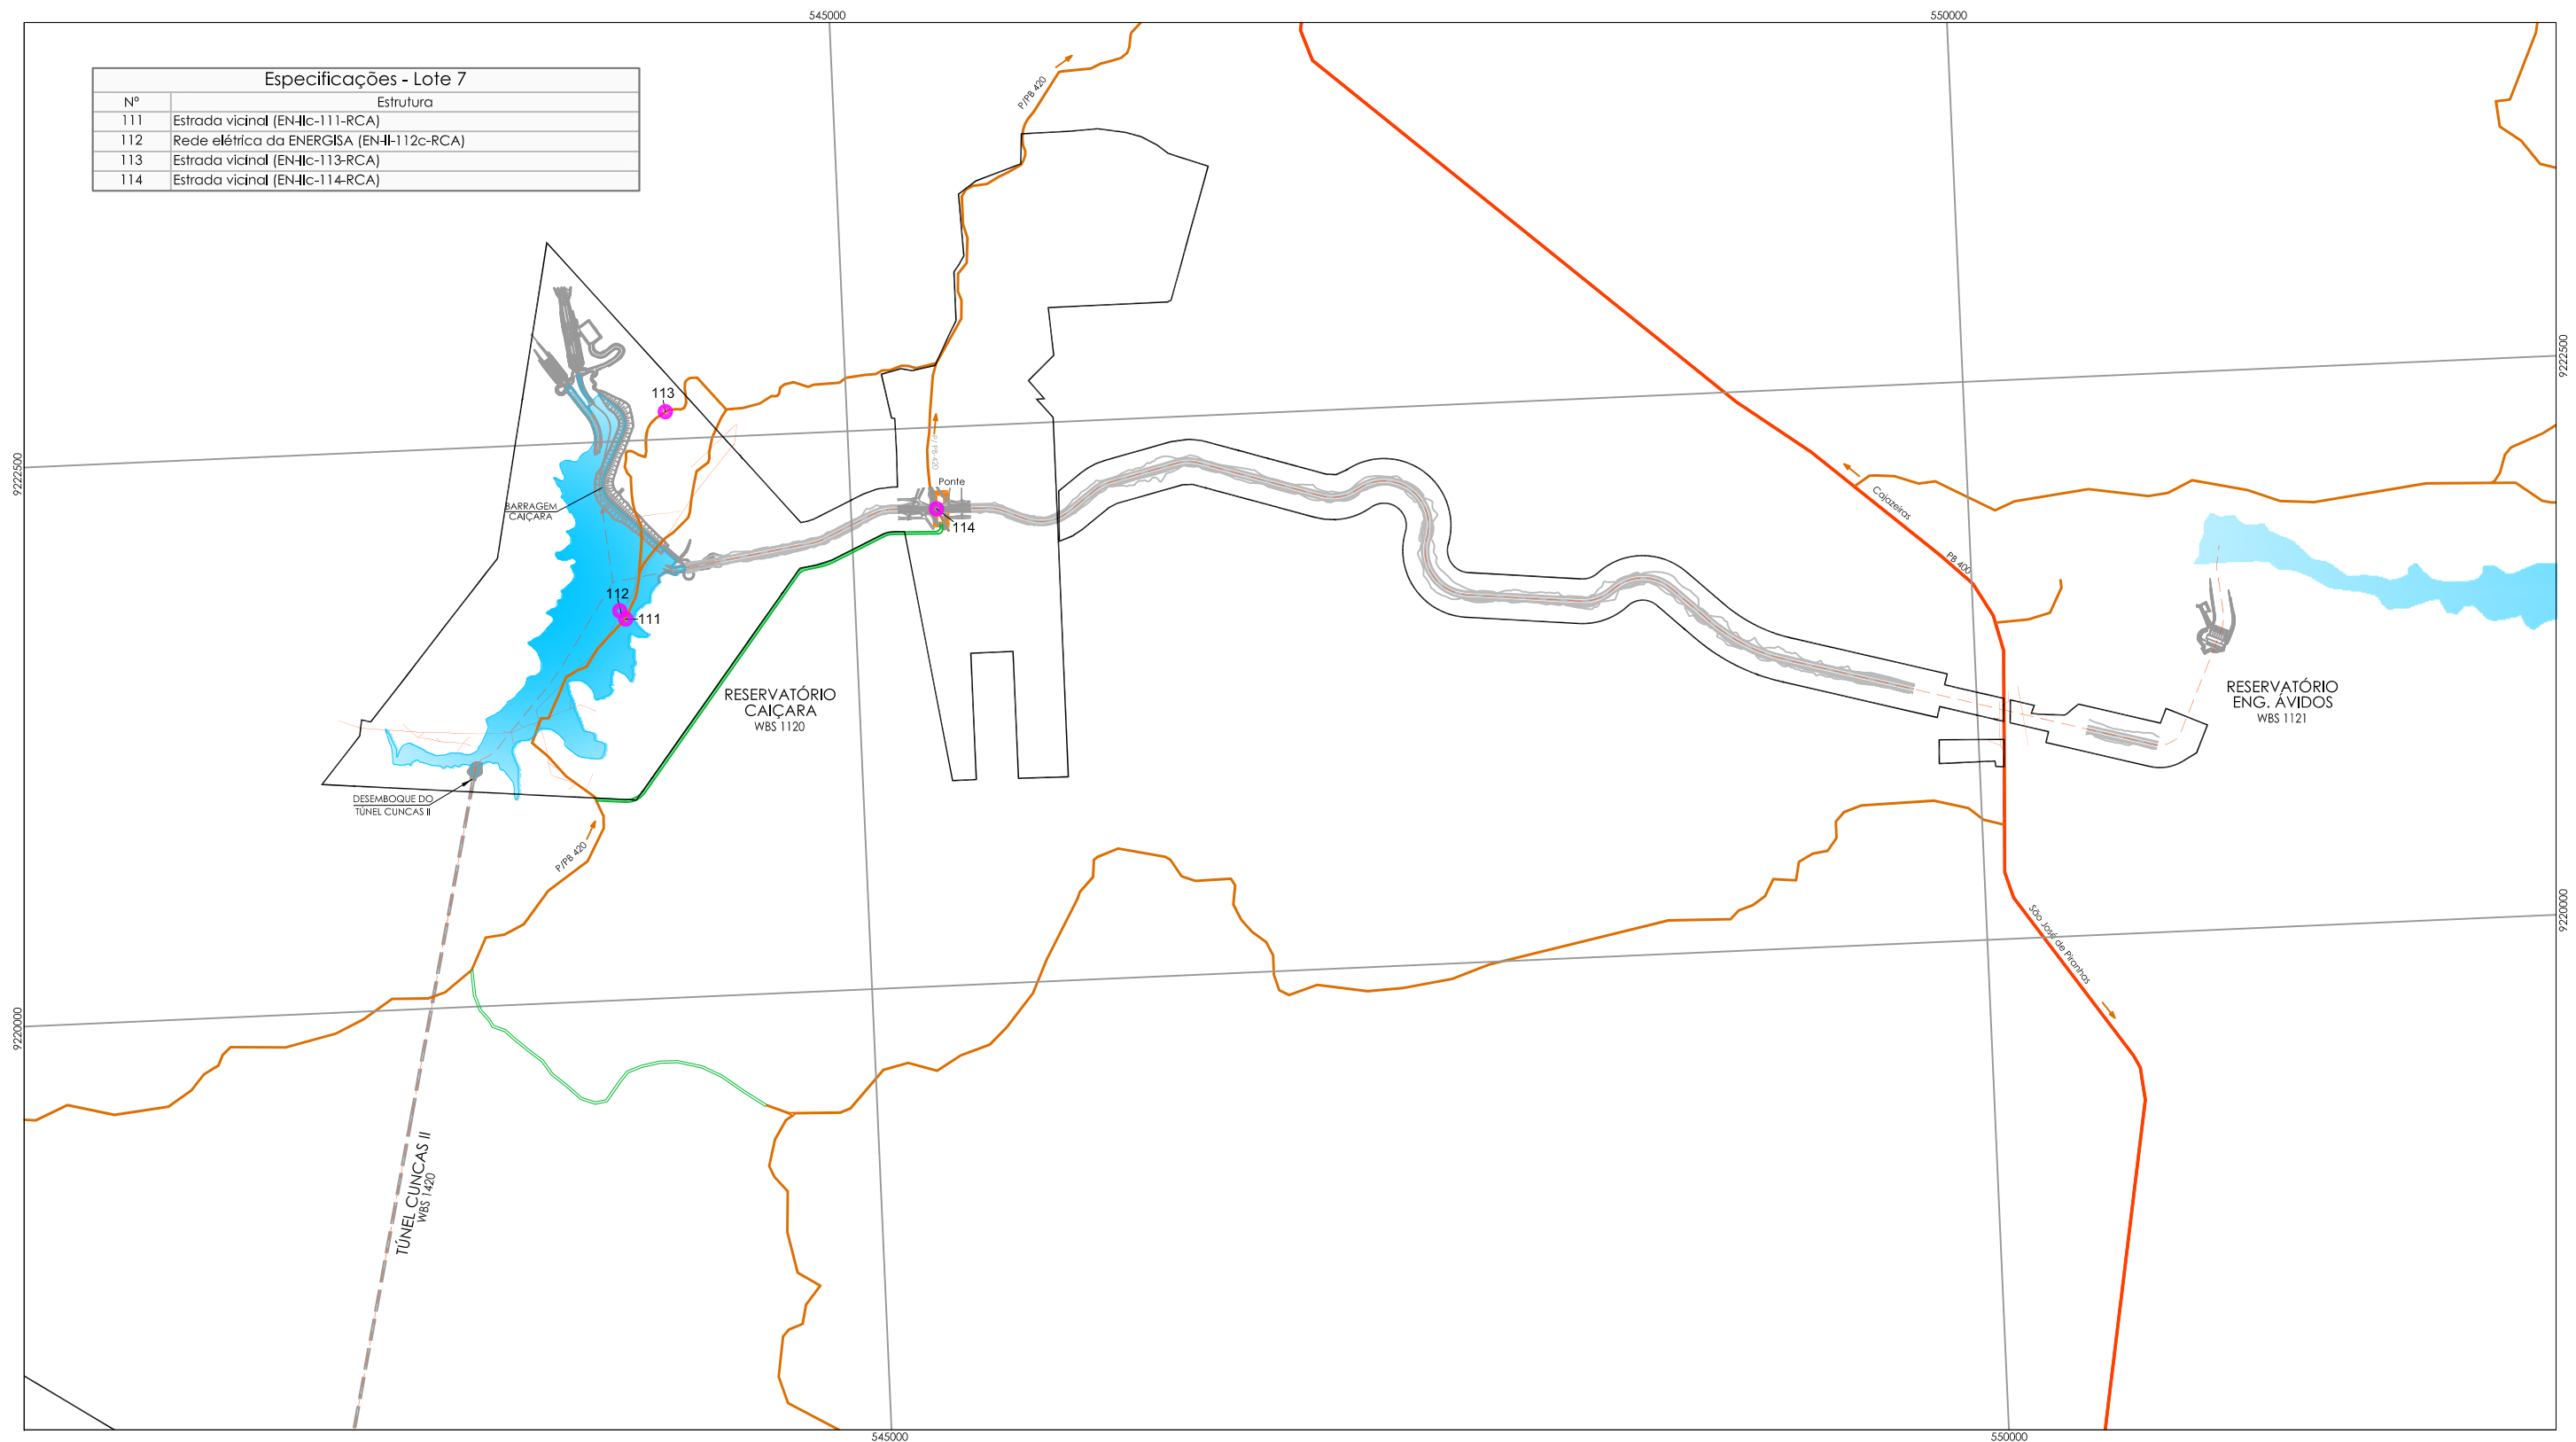 545000
550000
Especificações - Lote 7
Nº Estrutura
111 Estrada vicinal (EN-IIc-111-RCA)
112 Rede elétrica da ENERGISA (EN-II-112c-RCA)
113 Estrada vicinal (EN-IIc-113-RCA)
114 Estrada vicinal (EN-IIc-114-RCA)
P/PB 420
9222500
113
9222500
P/ PB-420
Ponte
114
BARRAGEM
CAIÇARA
Cajazeiras
PB 400
112
111
RESERVATÓRIO
CAIÇARA
WBS 1120
RESERVATÓRIO
ENG. ÁVIDOS
WBS 1121
DESEMBOQUE DO
TÚNEL CUNCAS II
P/PB 420
São José de Piranhas
9220000
9220000
TÚNEL CUNCAS II
WBS 1420
545000
550000